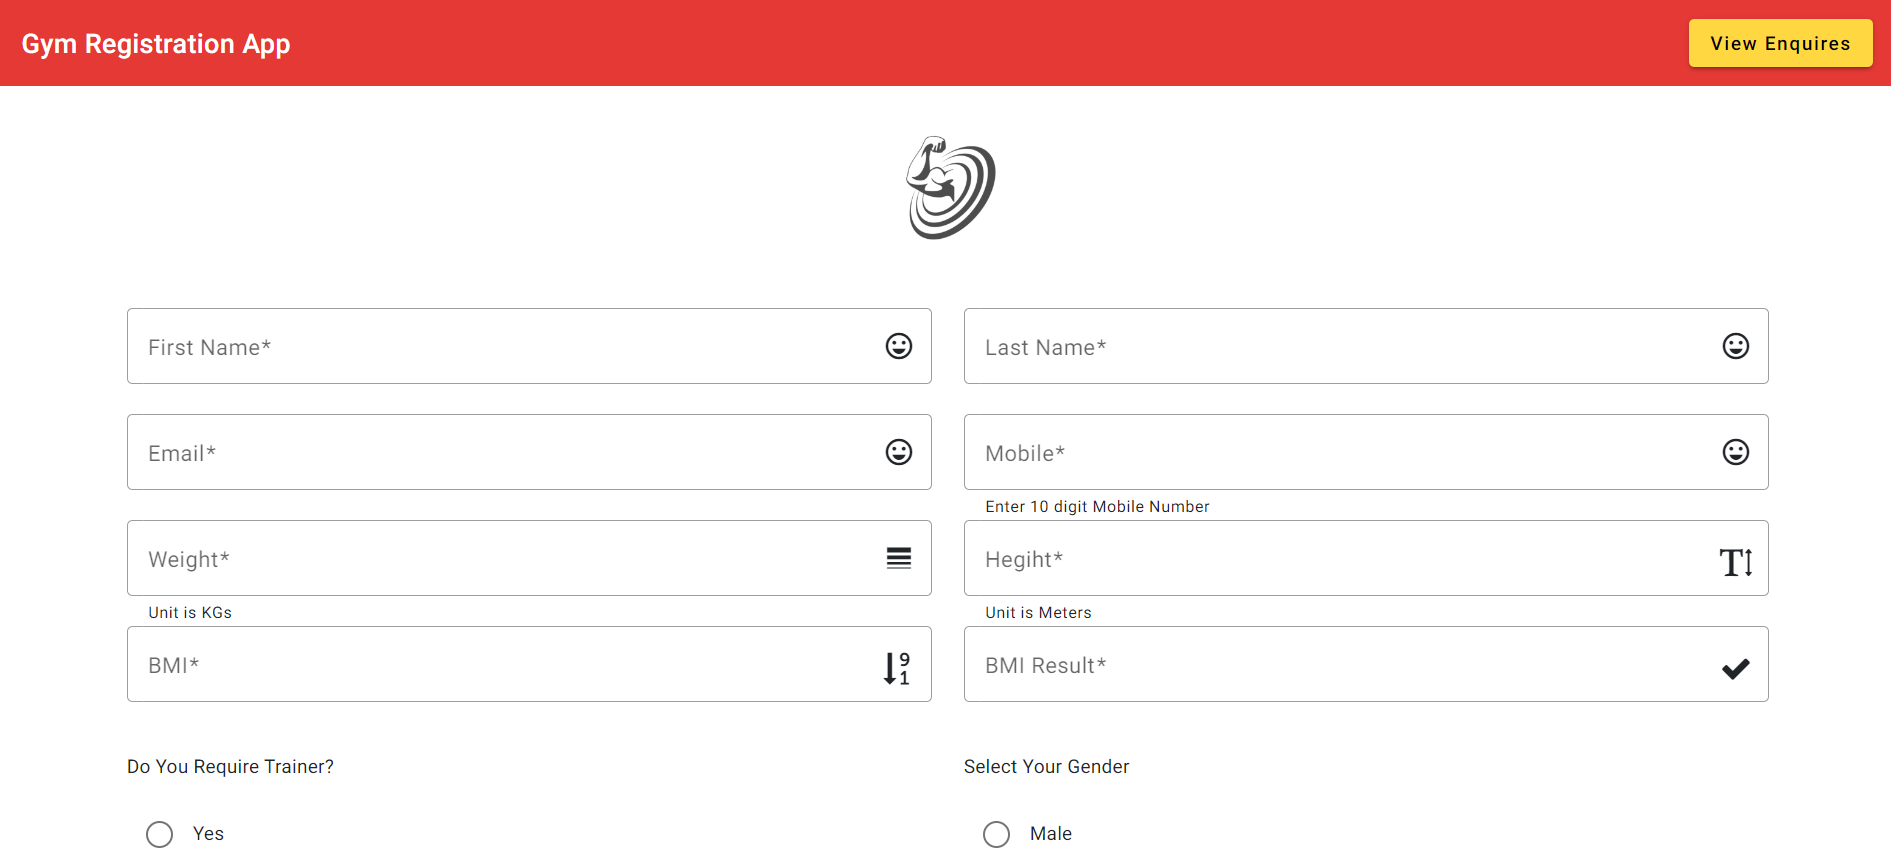 Gym Registration App
View Enquires
First Name*
Last Name*
Email*
Mobile*
Enter 10 digit Mobile Number
Weight*
Hegiht*
Unit is KGs
Unit is Meters
BMI*
BMI Result*
Do You Require Trainer?
Select Your Gender
Yes
Male